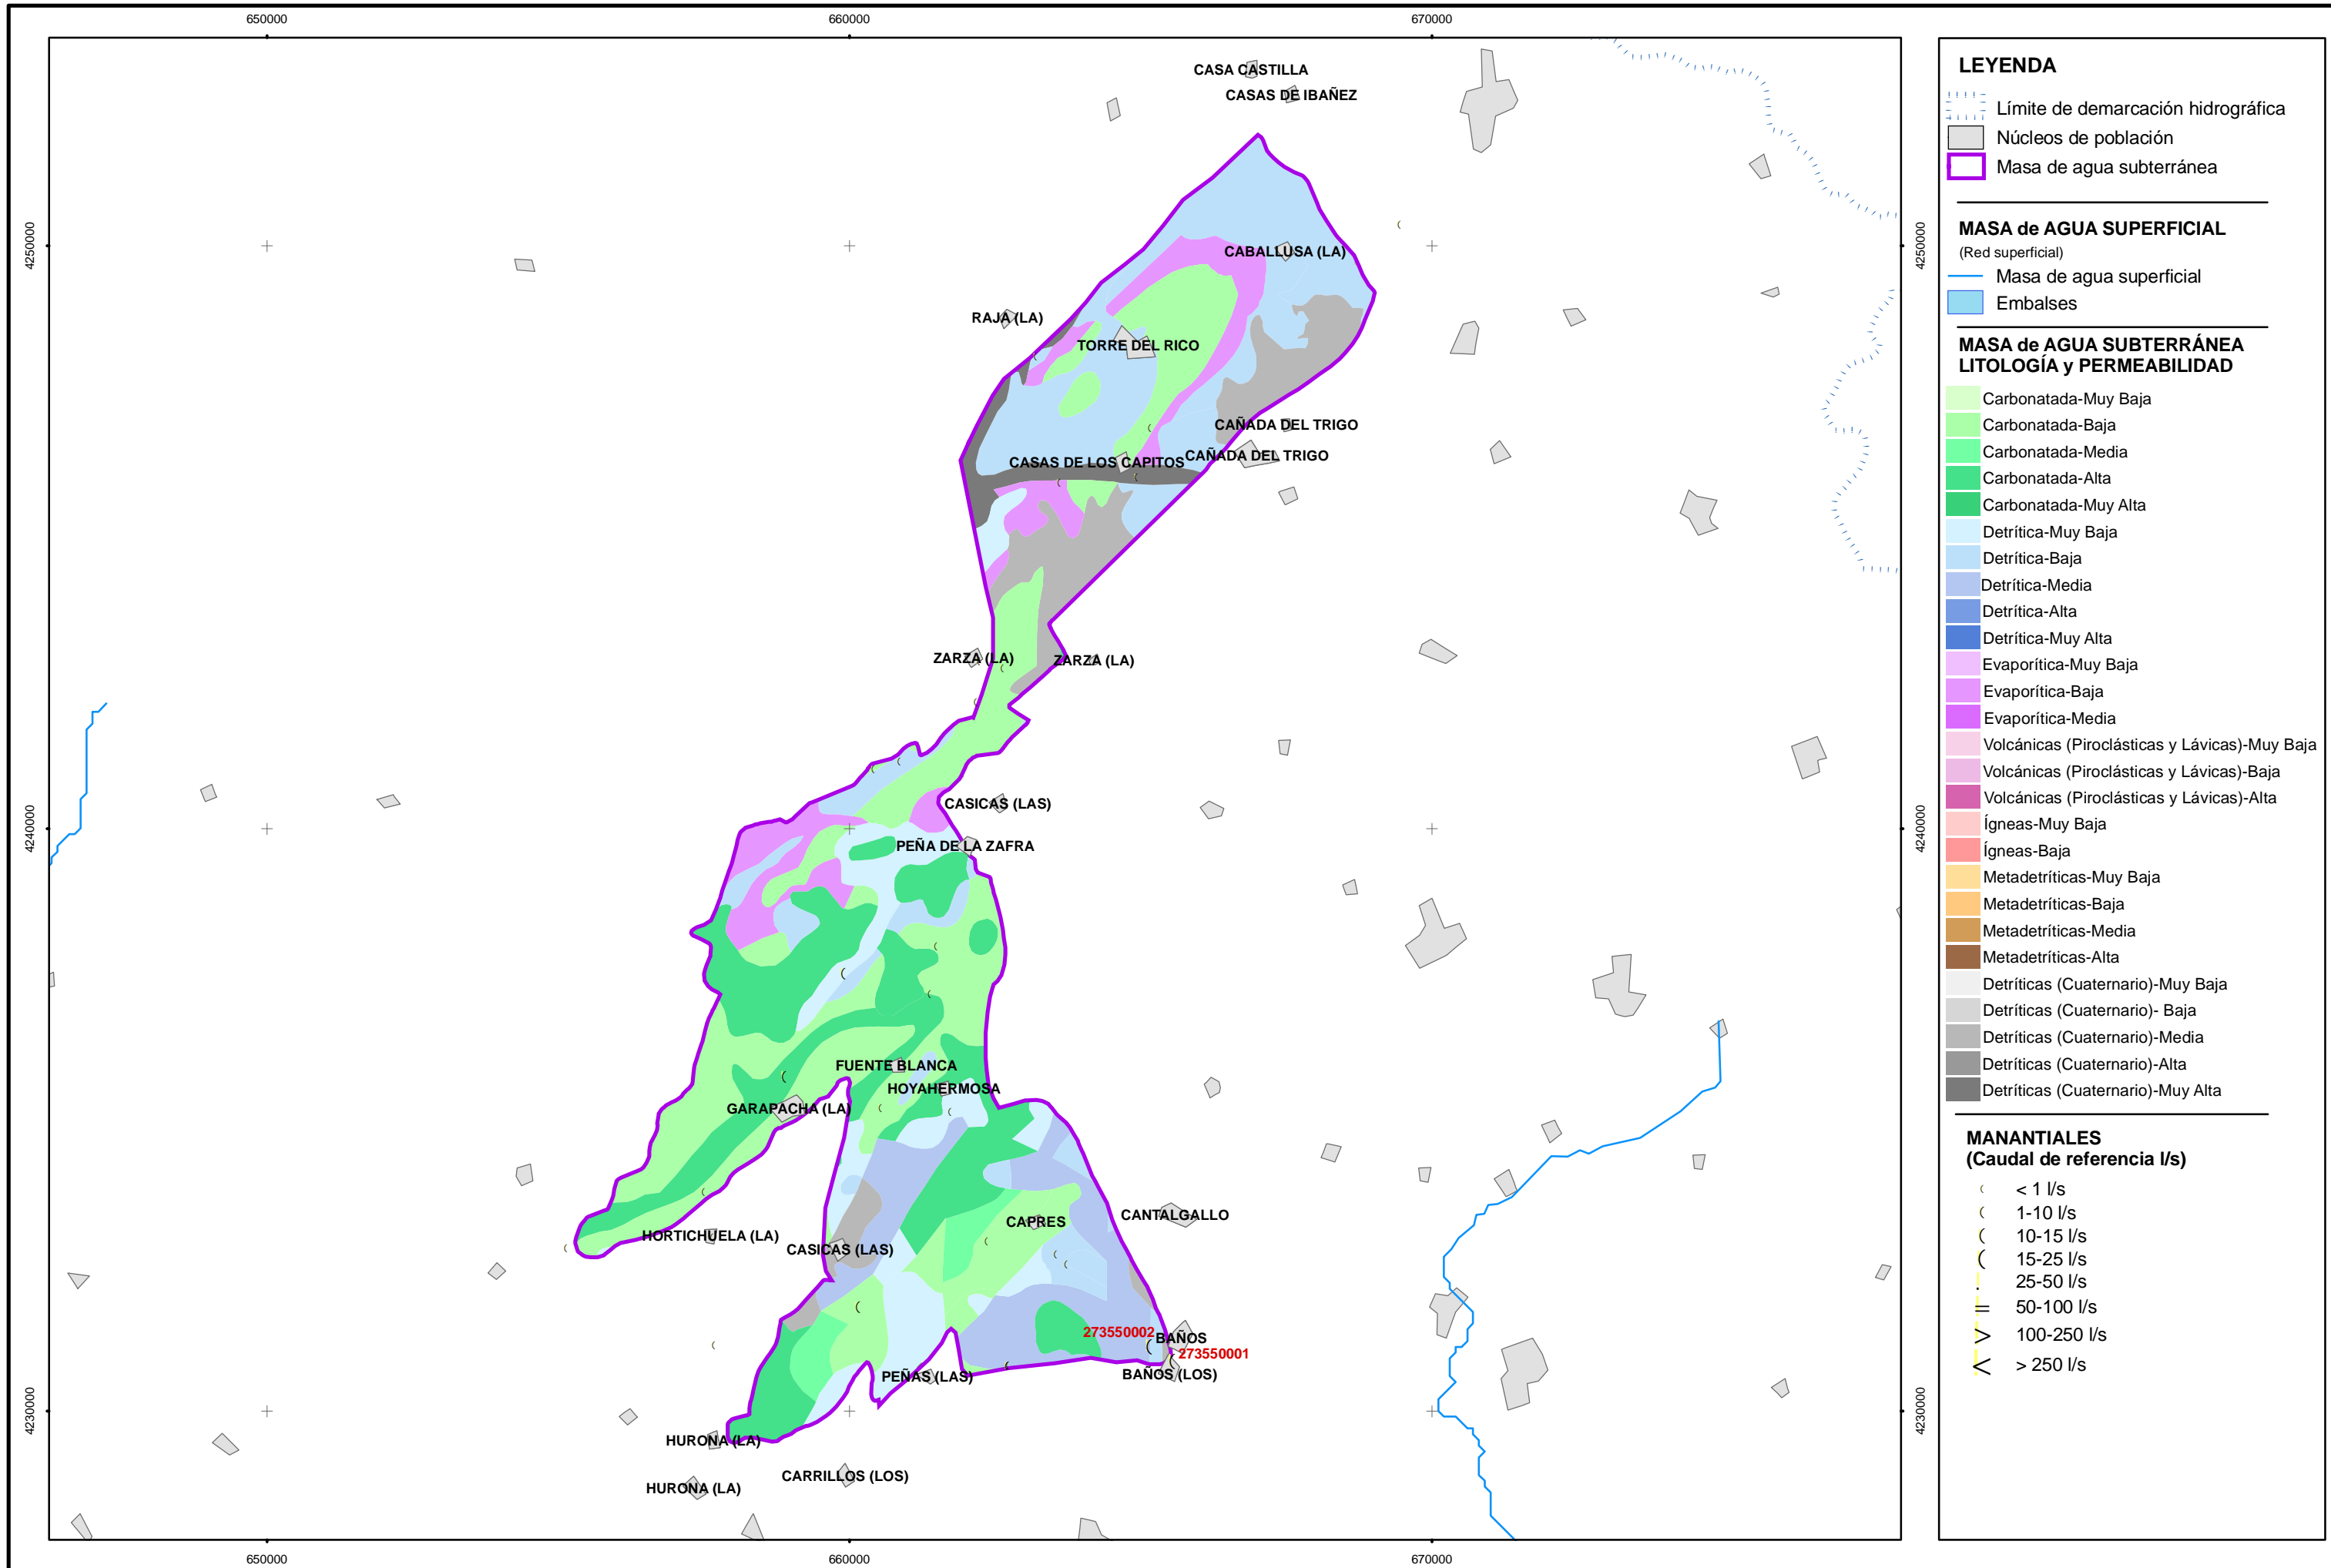 650000
660000
670000
4250000
4240000
4230000
4250000
4240000
4230000
650000
660000
670000
CASA CASTILLA
CASAS DE IBAÑEZ
CABALLUSA (LA)
RAJA (LA)
TORRE DEL RICO
CAÑADA DEL TRIGO
CASAS DE LOS CAPITOS
CAÑADA DEL TRIGO
ZARZA (LA)
ZARZA (LA)
CASICAS (LAS)
PEÑA DE LA ZAFRA
FUENTE BLANCA
HOYAHERMOSA
GARAPACHA (LA)
CANTALGALLO
CAPRES
HORTICHUELA (LA)
CASICAS (LAS)
273550002
BAÑOS
273550001
BAÑOS (LOS)
PEÑAS (LAS)
HURONA (LA)
CARRILLOS (LOS)
HURONA (LA)
LEYENDA
Límite de demarcación hidrográfica
Núcleos de población
Masa de agua subterránea
MASA de AGUA SUPERFICIAL
(Red superficial)
Masa de agua superficial
Embalses
MASA de AGUA SUBTERRÁNEA
LITOLOGÍA y PERMEABILIDAD
Carbonatada-Muy Baja
Carbonatada-Baja
Carbonatada-Media
Carbonatada-Alta
Carbonatada-Muy Alta
Detrítica-Muy Baja
Detrítica-Baja
Detrítica-Media
Detrítica-Alta
Detrítica-Muy Alta
Evaporítica-Muy Baja
Evaporítica-Baja
Evaporítica-Media
Volcánicas (Piroclásticas y Lávicas)-Muy Baja
Volcánicas (Piroclásticas y Lávicas)-Baja
Volcánicas (Piroclásticas y Lávicas)-Alta
Ígneas-Muy Baja
Ígneas-Baja
Metadetríticas-Muy Baja
Metadetríticas-Baja
Metadetríticas-Media
Metadetríticas-Alta
Detríticas (Cuaternario)-Muy Baja
Detríticas (Cuaternario)- Baja
Detríticas (Cuaternario)-Media
Detríticas (Cuaternario)-Alta
Detríticas (Cuaternario)-Muy Alta
MANANTIALES
(Caudal de referencia l/s)
< 1 l/s
1-10 l/s
10-15 l/s
15-25 l/s
25-50 l/s
50-100 l/s
100-250 l/s
> 250 l/s